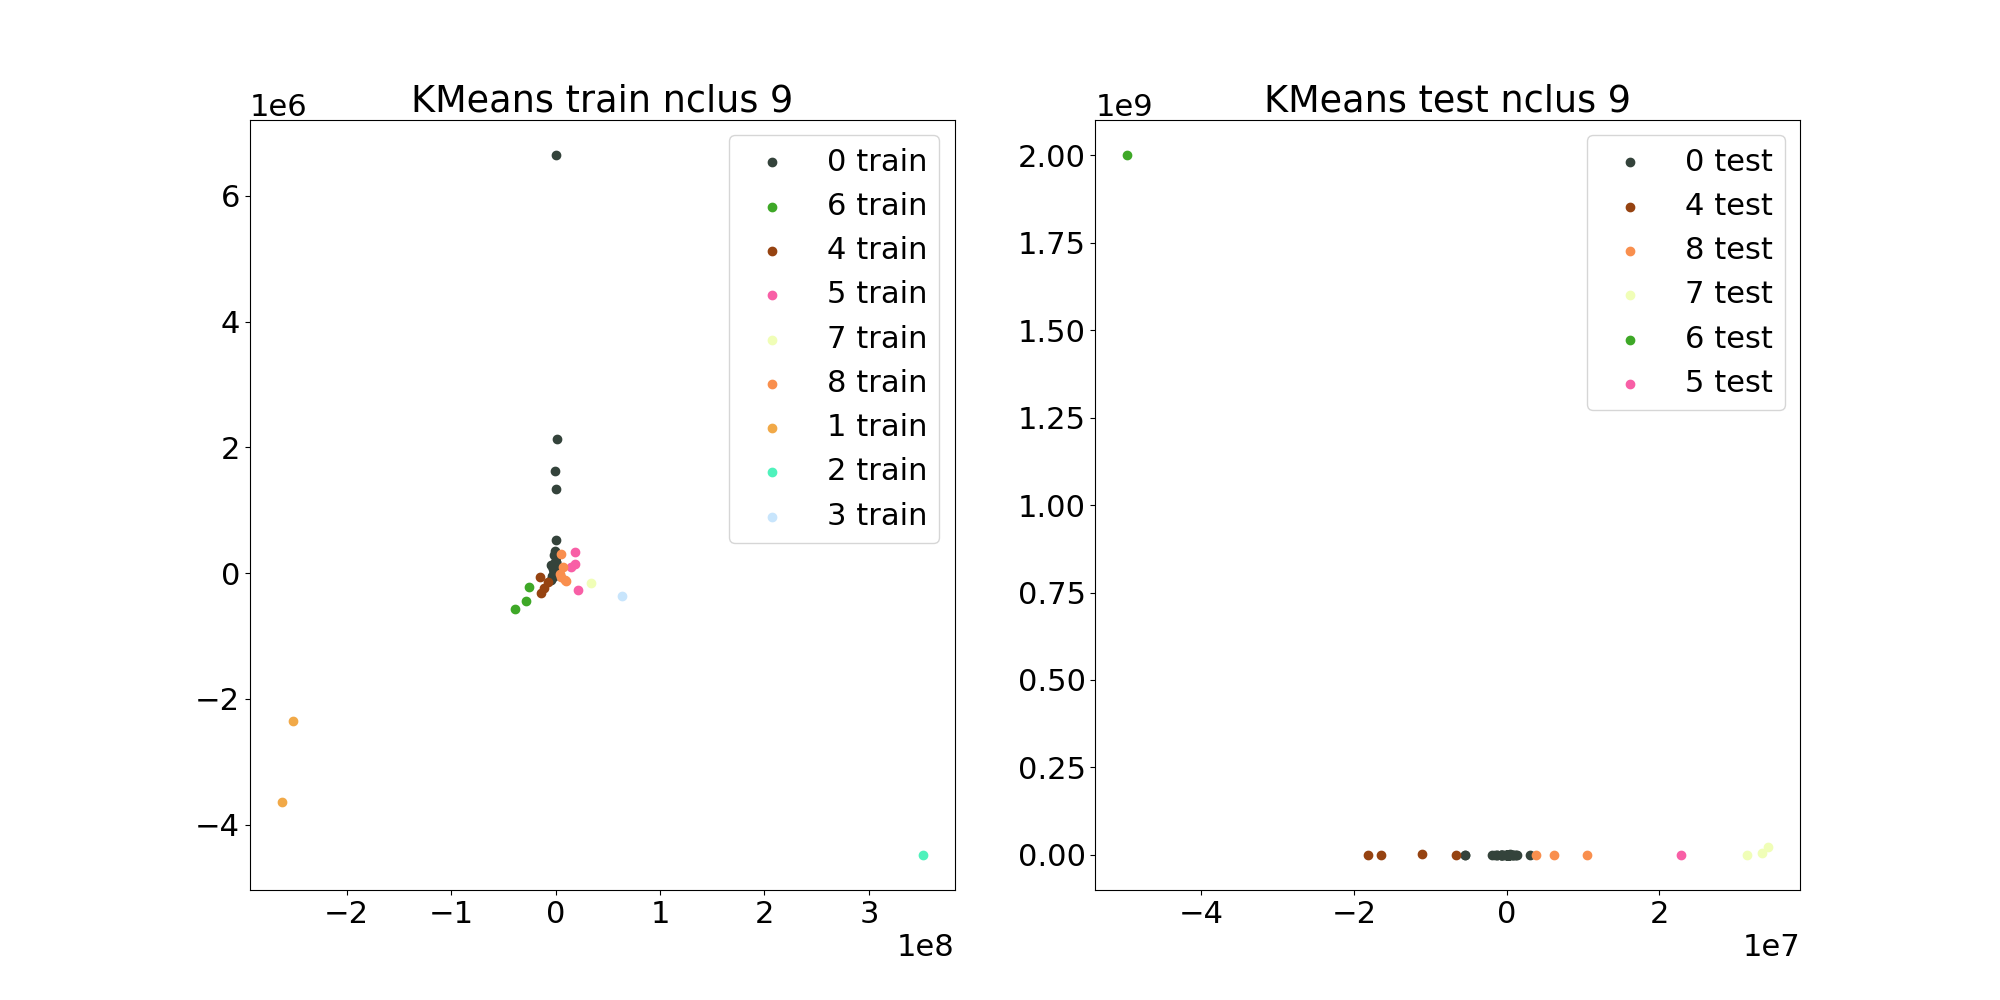 KMeans train nclus 9
1e6
6
4
2
0
−2
−4
−2
−1
0
1
2
3
1e8
0 train
6 train
4 train
5 train
7 train
8 train
1 train
2 train
3 train
KMeans test nclus 9
1e9
2.00
1.75
1.50
1.25
1.00
0.75
0.50
0.25
0.00
−4
−2
0
2
1e7
0 test
4 test
8 test
7 test
6 test
5 test